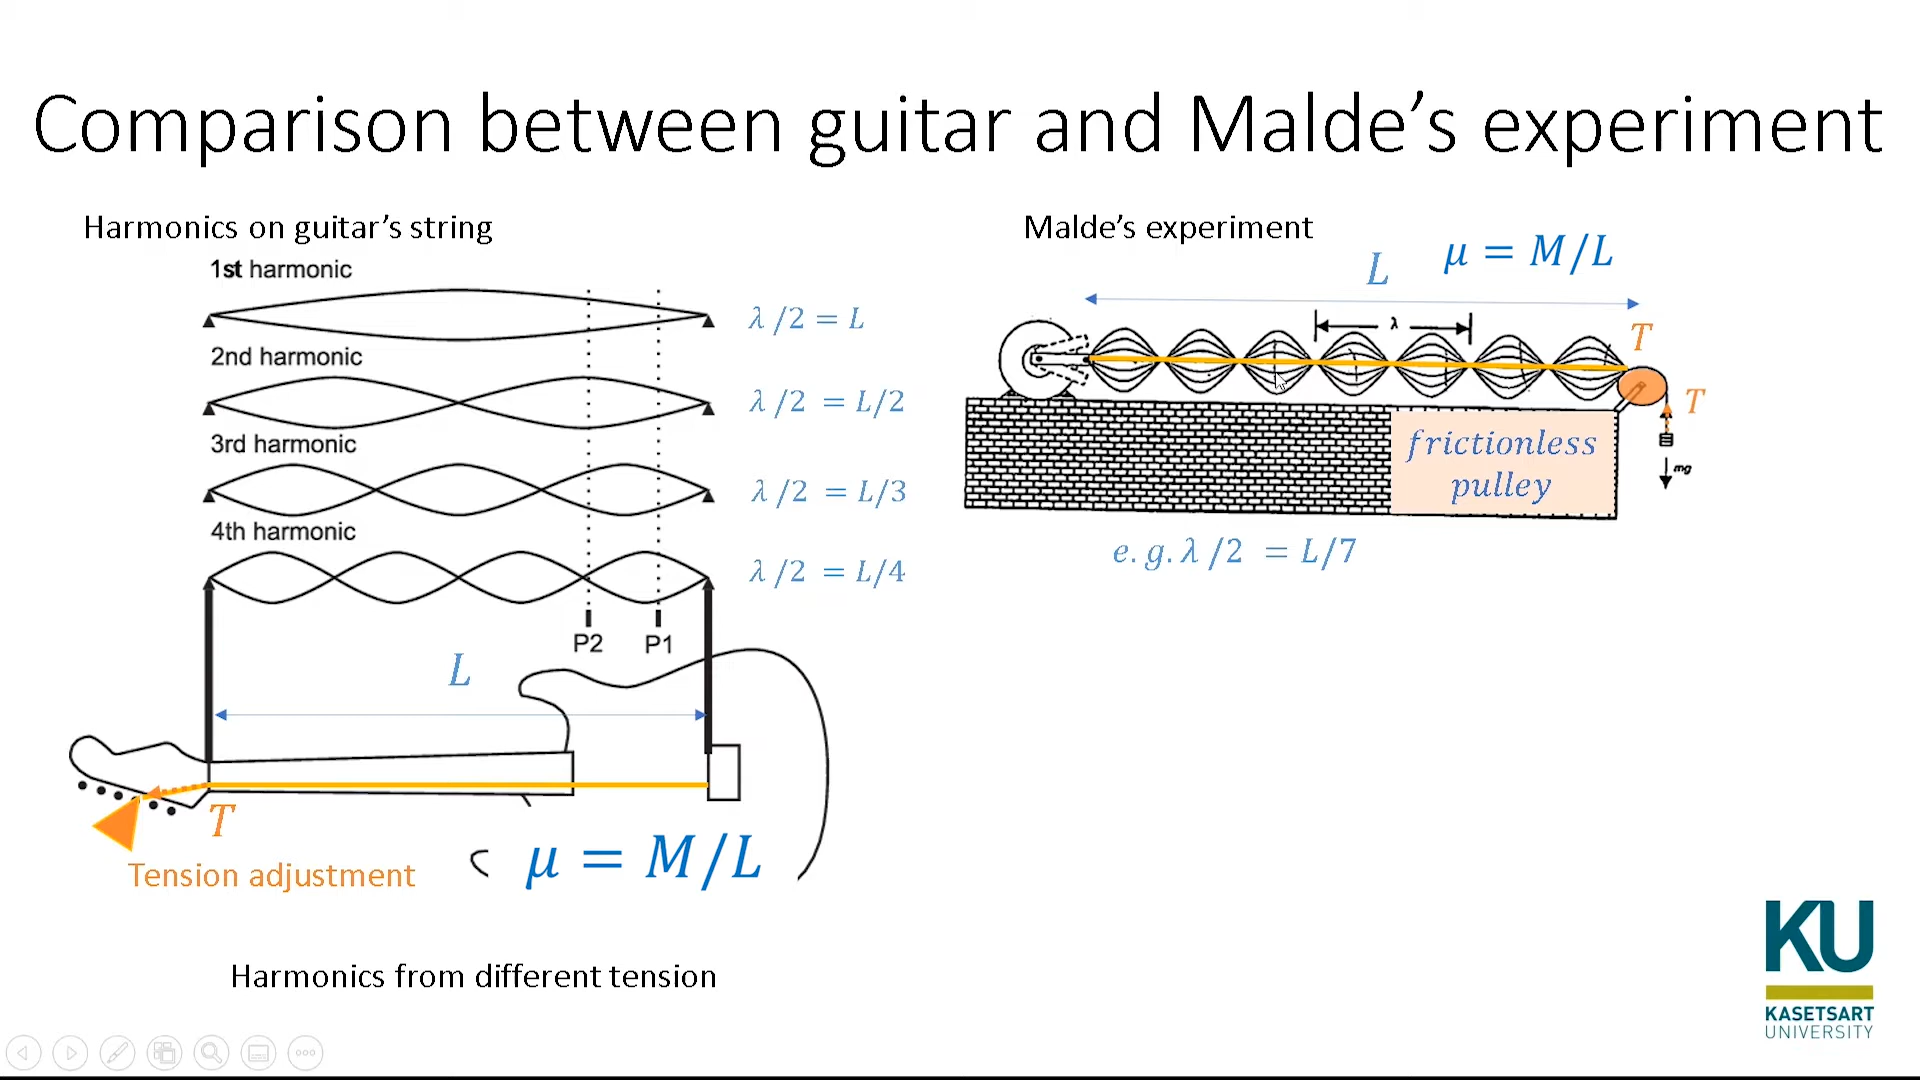 Comparison between guitar and Malde's experiment
Harmonics on guitar's string
1st harmonic
λ /2 = L
2nd harmonic
λ /2 = L/2
3rd harmonic
λ /2 = L/3
4th harmonic
λ /2 = L/4
P2 P1
L
T
Tension adjustment
μ = M/L
Harmonics from different tension
Malde's experiment
L
μ = M/L
λ
T
T
mg
frictionless
pulley
e.g. λ /2 = L/7
KU
KASETSART
UNIVERSITY